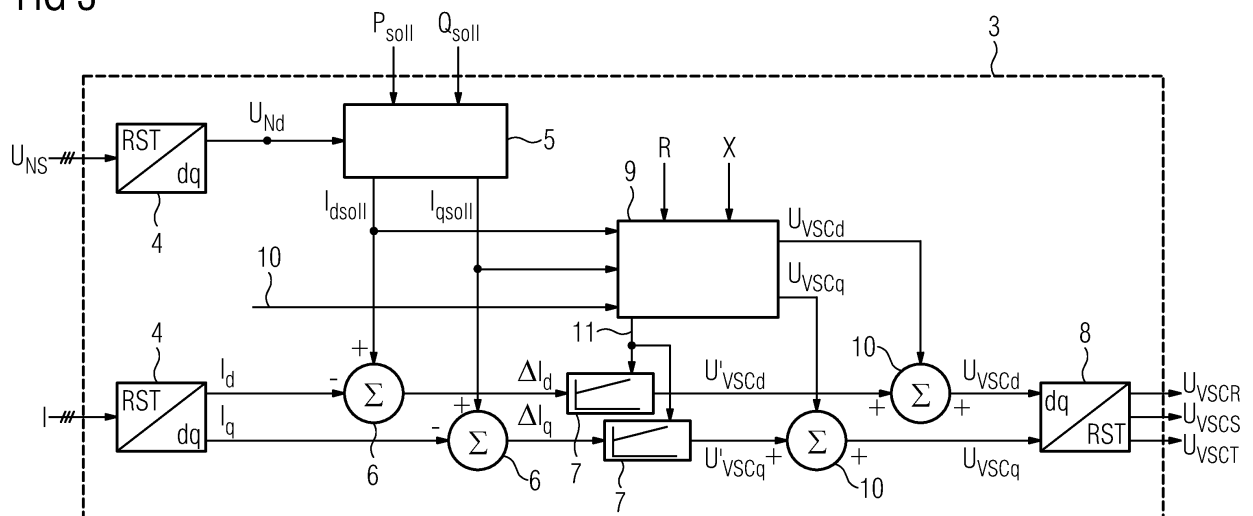 FIG 3
P_soll Q_soll
3
U_Nd
U_NS
RST
dq
5
4
I_dsoll I_qsoll
9
R X
U_VSCd
10
U_VSCq
11
4
I_d
+
-
ΔI_d
U'_VSCd
10
U_VSCd
8
U_VSCR
I
RST
dq
Σ
Σ
dq
RST
U_VSCS
I_q
+
-
ΔI_q
+
+
U_VSCT
6
Σ
7
U'_VSCq
+
Σ
+
U_VSCq
6
7
10